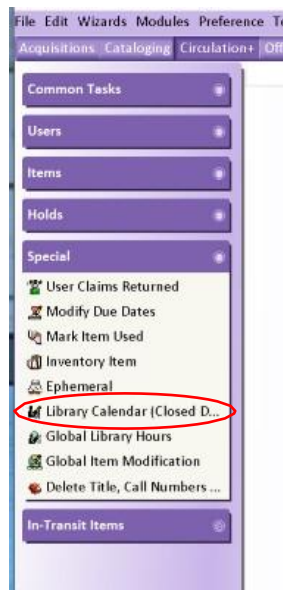 File Edit Wizards Modules Preference T
Acquisitions Cataloging Circulation+ Off
Common Tasks
Users
Items
Holds
Special
User Claims Returned
Modify Due Dates
Mark Item Used
Inventory Item
Ephemeral
Library Calendar (Closed D...
Global Library Hours
Global Item Modification
Delete Title, Call Numbers ...
In-Transit Items